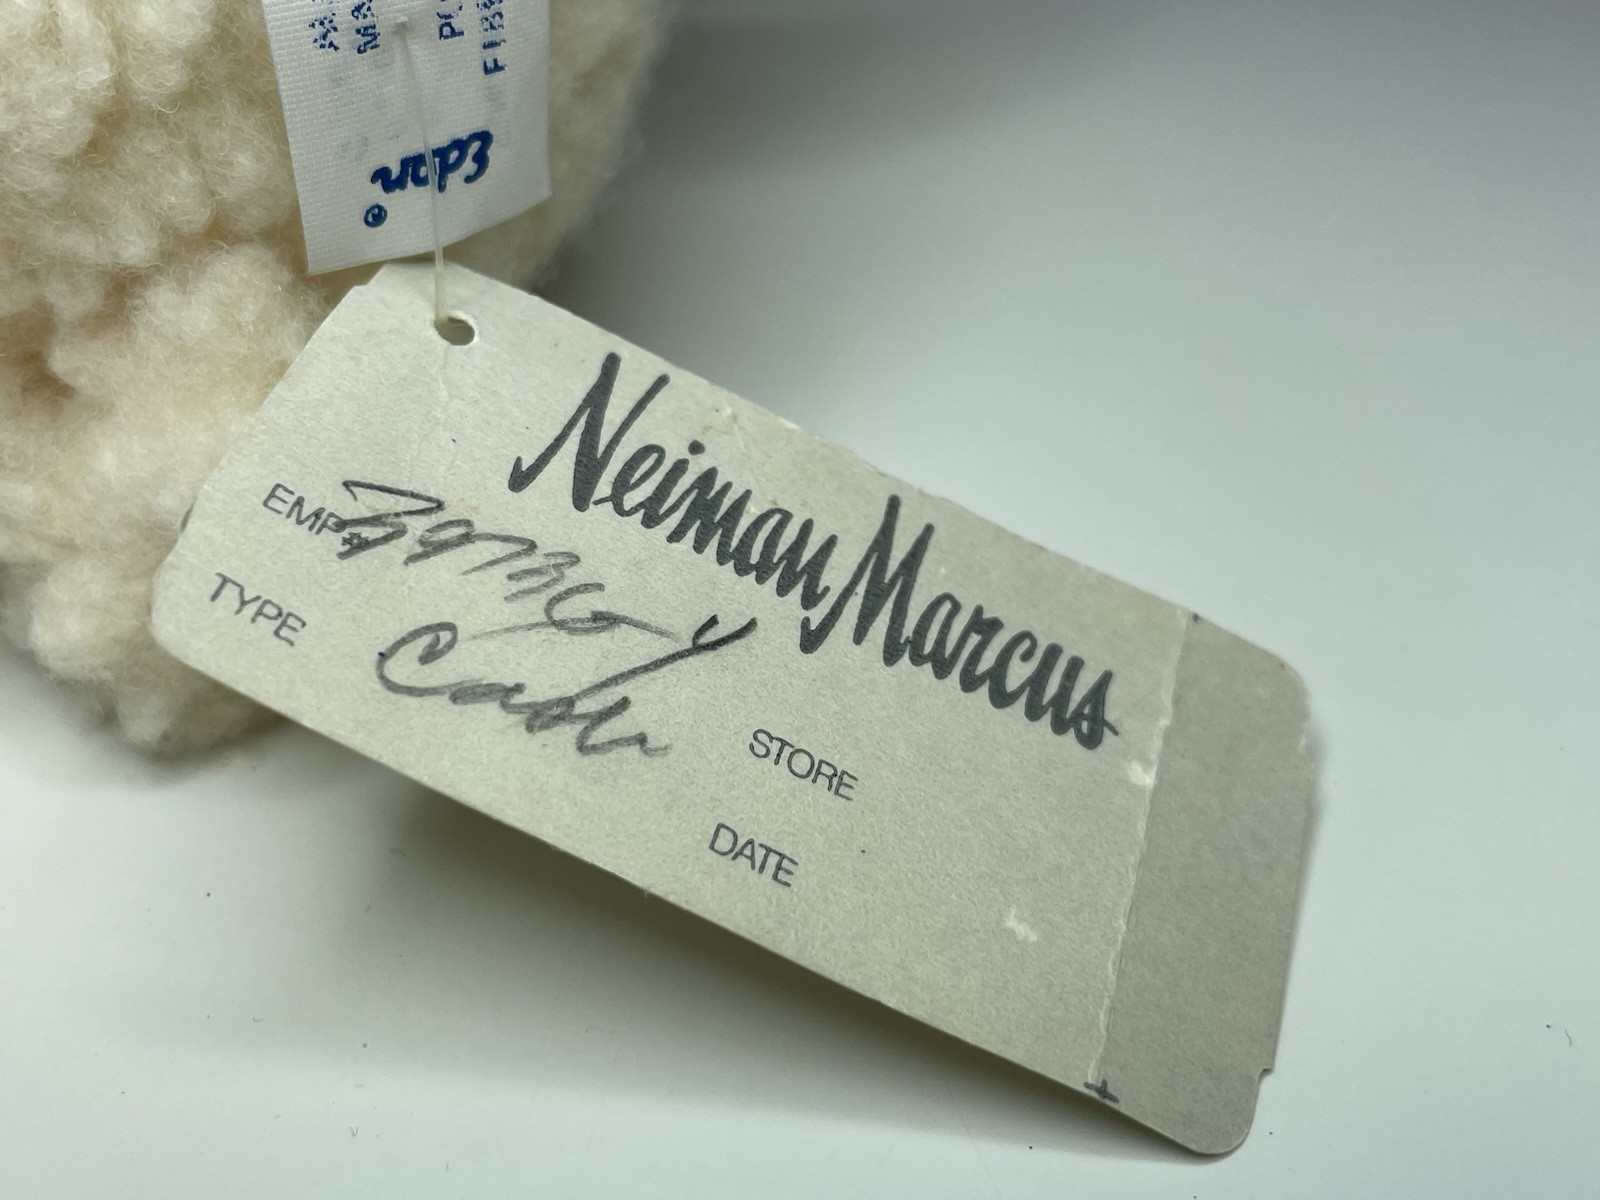 Eden®
Neiman Marcus
EMP#
TYPE Cash
STORE
DATE